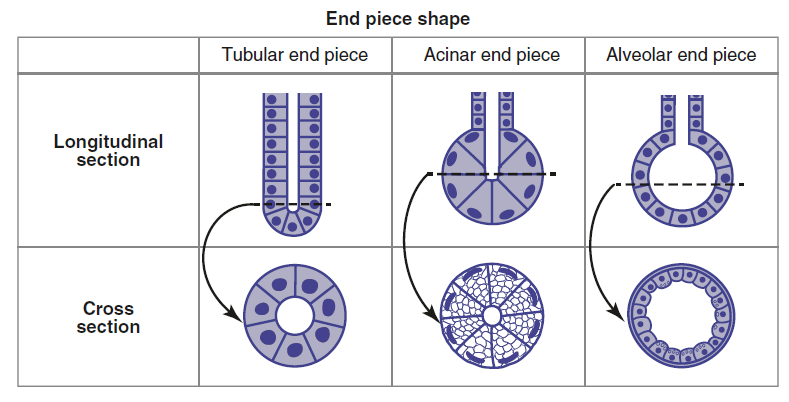 End piece shape
Tubular end piece
Acinar end piece
Alveolar end piece
Longitudinal
section
Cross
section